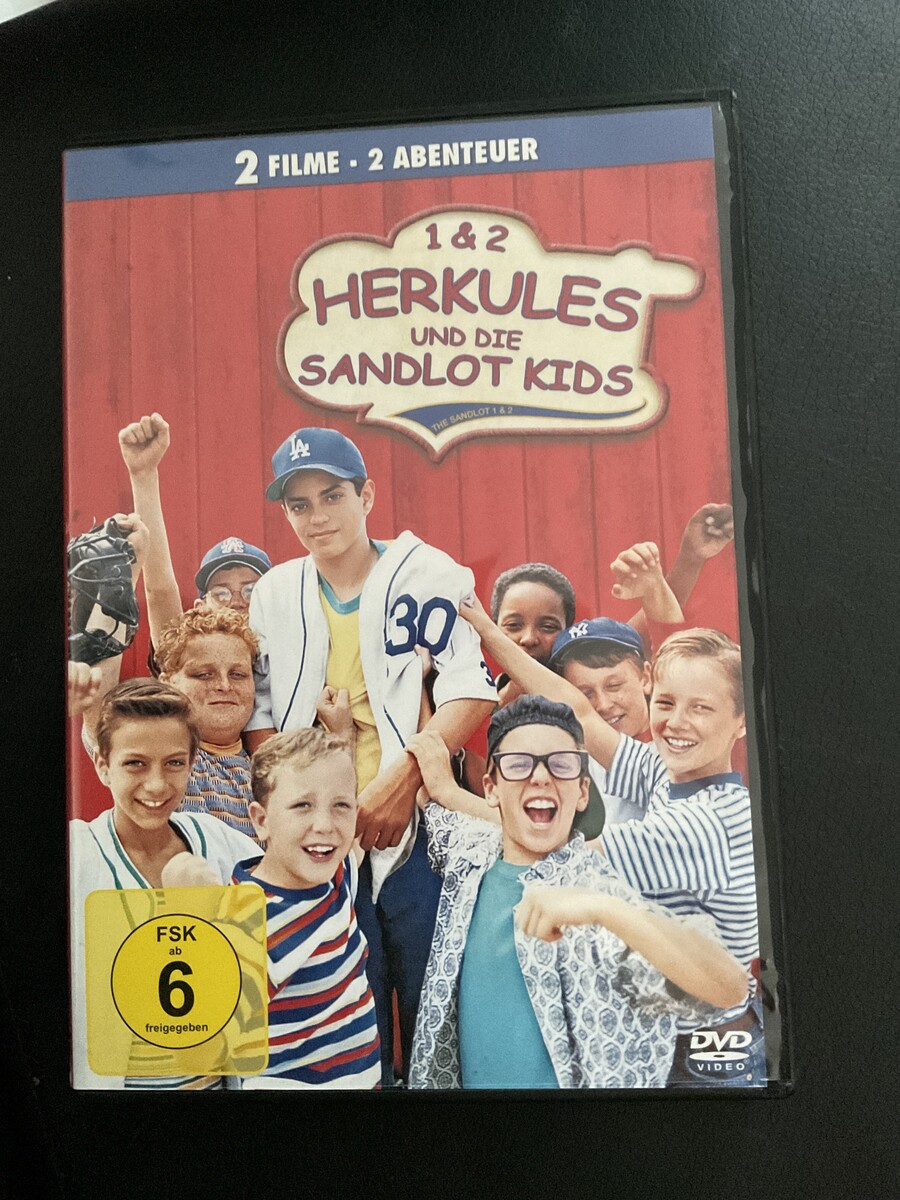 2 FILME · 2 ABENTEUER
1 & 2
HERKULES
UND DIE
SANDLOT KIDS
THE SANDLOT 1 & 2
LA
NY
30
3
FSK
ab
6
freigegeben
DVD
VIDEO